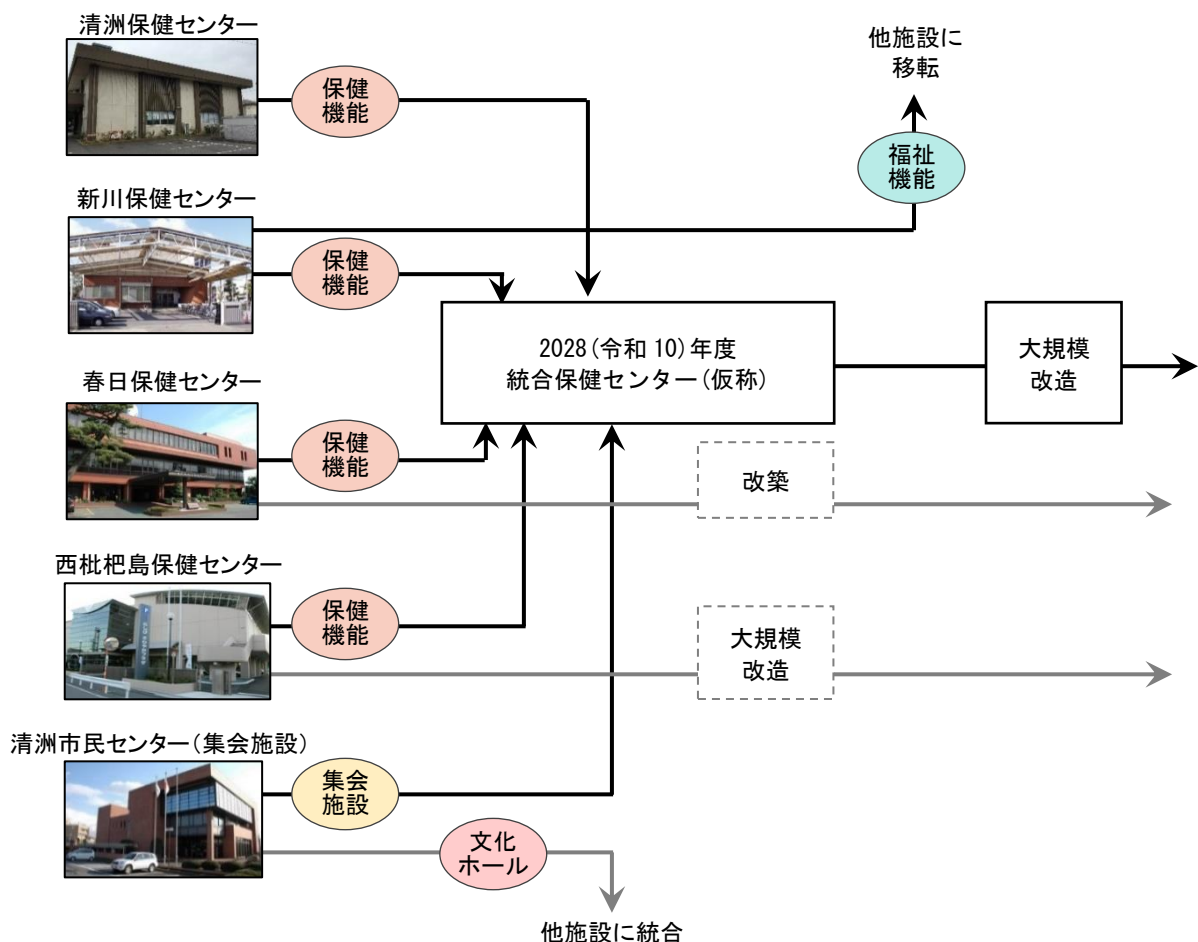 清洲保健センター
保健
機能
他施設に
移転
福祉
機能
新川保健センター
保健
機能
2028(令和 10)年度
統合保健センター(仮称)
大規模
改造
春日保健センター
保健
機能
改築
西枇杷島保健センター
保健
機能
大規模
改造
清洲市民センター(集会施設)
集会
施設
文化
ホール
他施設に統合